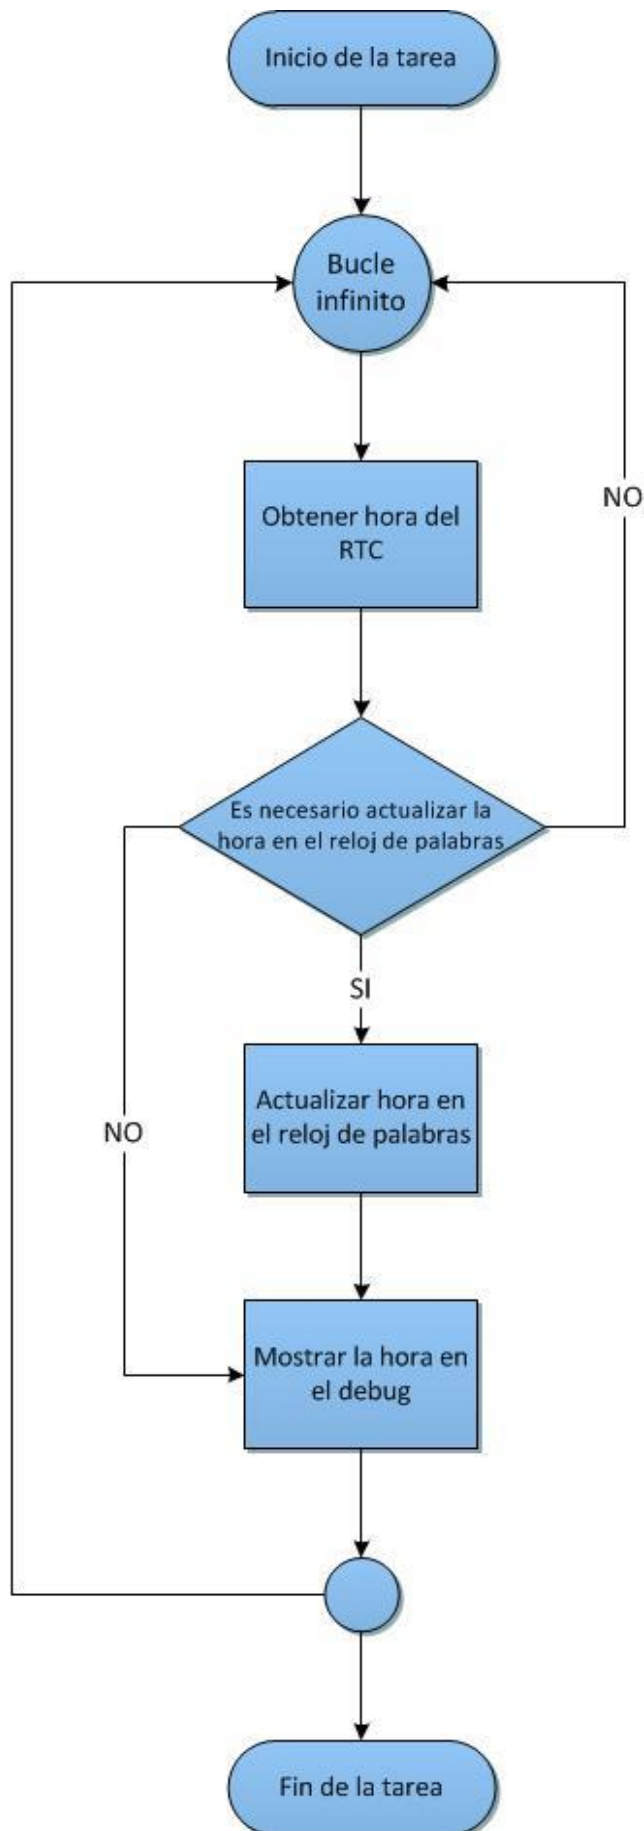 Inicio de la tarea
Bucle
infinito
Obtener hora del
RTC
NO
Es necesario actualizar la
hora en el reloj de palabras
SI
Actualizar hora en
el reloj de palabras
NO
Mostrar la hora en
el debug
Fin de la tarea